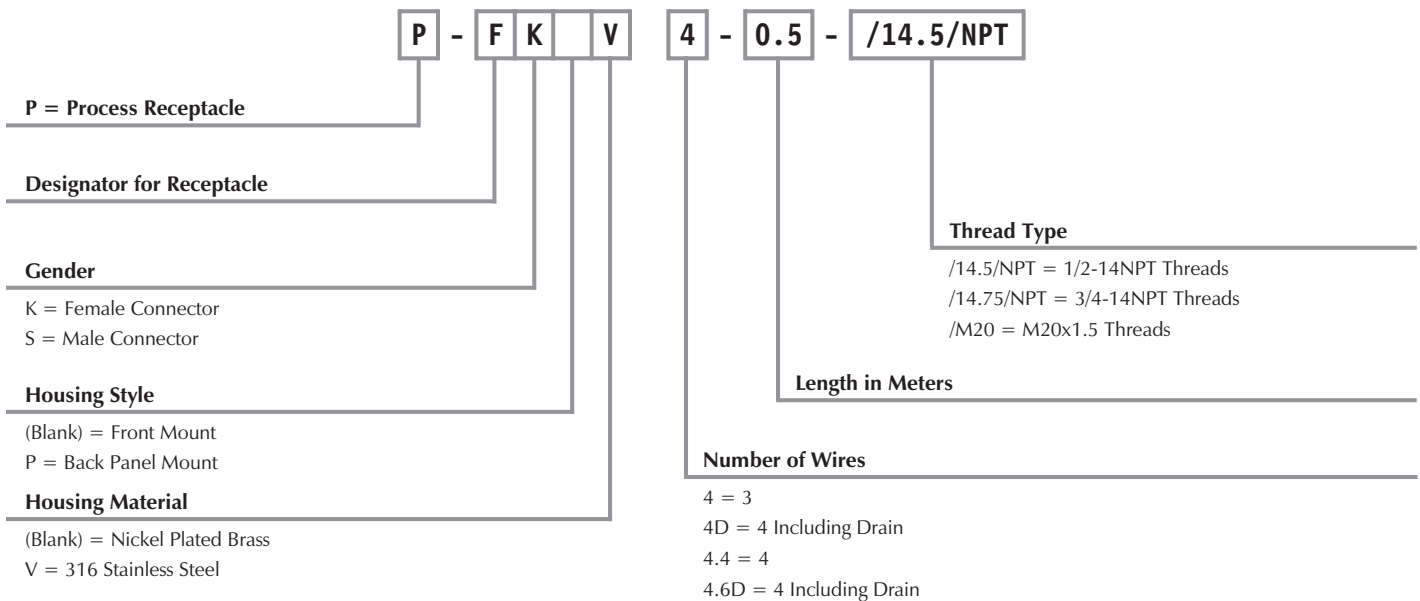 P - F K V 4 - 0.5 - /14.5/NPT
P = Process Receptacle
Designator for Receptacle
Gender
K = Female Connector
S = Male Connector
Housing Style
(Blank) = Front Mount
P = Back Panel Mount
Housing Material
(Blank) = Nickel Plated Brass
V = 316 Stainless Steel
Thread Type
/14.5/NPT = 1/2-14NPT Threads
/14.75/NPT = 3/4-14NPT Threads
/M20 = M20x1.5 Threads
Length in Meters
Number of Wires
4 = 3
4D = 4 Including Drain
4.4 = 4
4.6D = 4 Including Drain